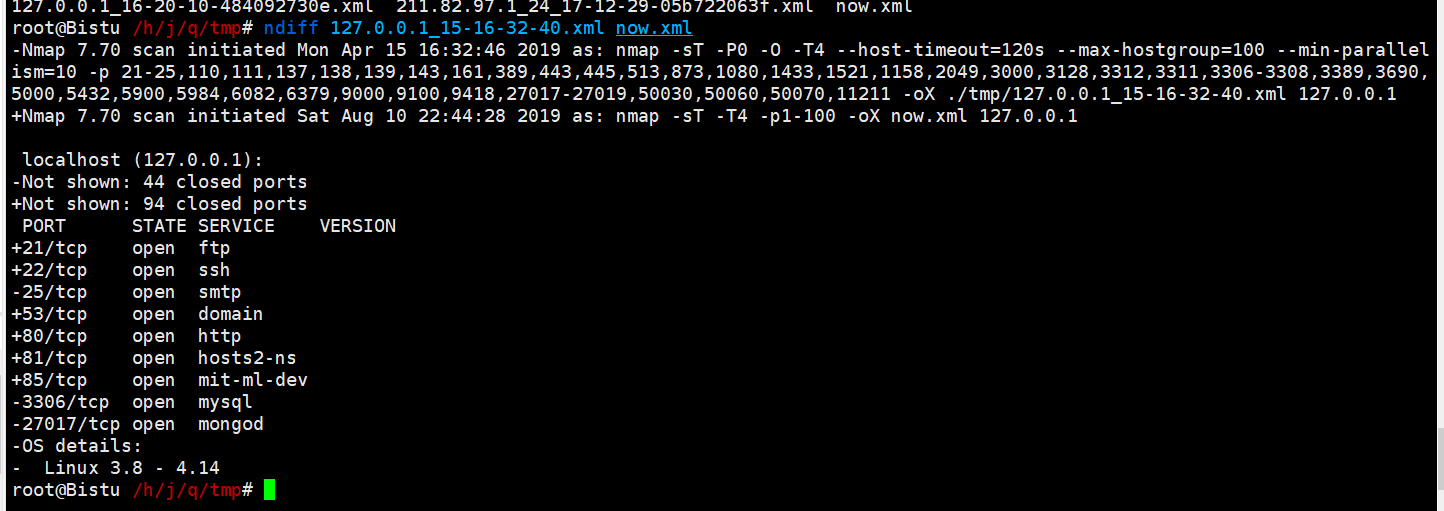 127.0.0.1_16-20-10-484092730e.xml  211.82.97.1_24_17-12-29-05b722063f.xml  now.xml
root@Bistu /h/j/q/tmp# ndiff 127.0.0.1_15-16-32-40.xml now.xml
-Nmap 7.70 scan initiated Mon Apr 15 16:32:46 2019 as: nmap -sT -P0 -O -T4 --host-timeout=120s --max-hostgroup=100 --min-parallel
ism=10 -p 21-25,110,111,137,138,139,143,161,389,443,445,513,873,1080,1433,1521,1158,2049,3000,3128,3312,3311,3306-3308,3389,3690,
5000,5432,5900,5984,6082,6379,9000,9100,9418,27017-27019,50030,50060,50070,11211 -oX ./tmp/127.0.0.1_15-16-32-40.xml 127.0.0.1
+Nmap 7.70 scan initiated Sat Aug 10 22:44:28 2019 as: nmap -sT -T4 -p1-100 -oX now.xml 127.0.0.1
 localhost (127.0.0.1):
-Not shown: 44 closed ports
+Not shown: 94 closed ports
 PORT      STATE SERVICE    VERSION
+21/tcp    open  ftp
+22/tcp    open  ssh
-25/tcp    open  smtp
+53/tcp    open  domain
+80/tcp    open  http
+81/tcp    open  hosts2-ns
+85/tcp    open  mit-ml-dev
-3306/tcp  open  mysql
-27017/tcp open  mongod
-OS details:
-  Linux 3.8 - 4.14
root@Bistu /h/j/q/tmp#